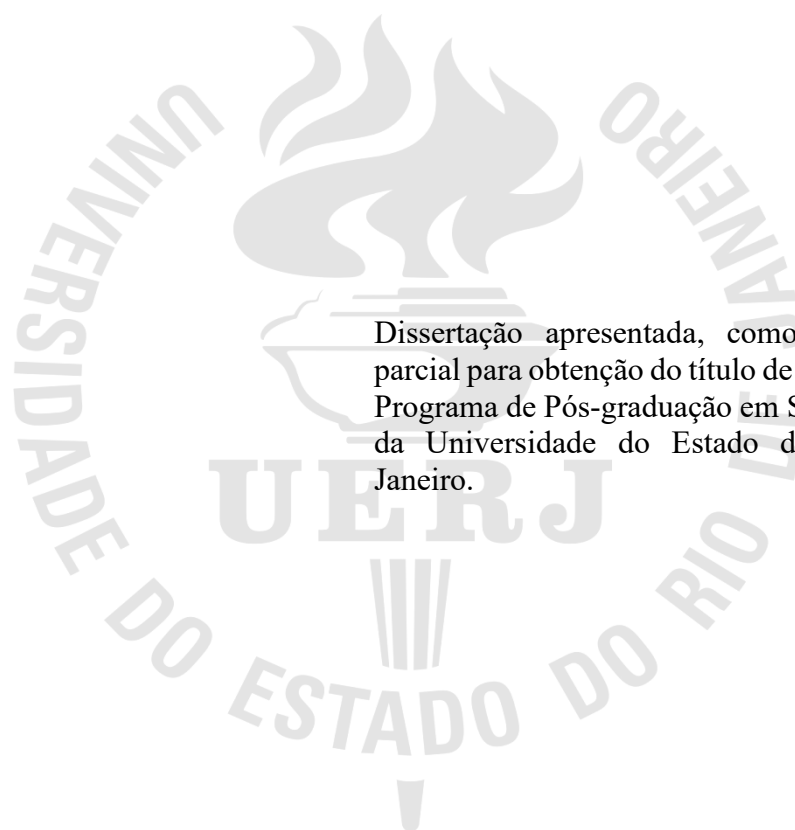 UNIVERSIDADE DO ESTADO DO RIO DE JANEIRO
Dissertação apresentada, como
parcial para obtenção do título de
Programa de Pós-graduação em S
da Universidade do Estado d
Janeiro.
UERJ